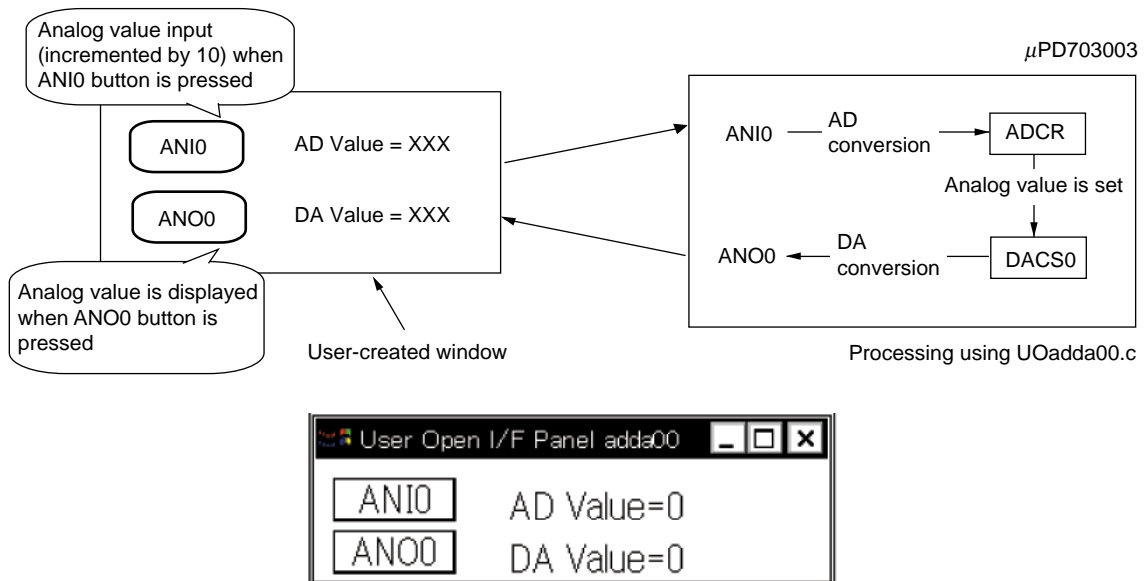 Analog value input
(incremented by 10) when
ANI0 button is pressed
μPD703003
ANI0
AD Value = XXX
ANO0
DA Value = XXX
ANI0
AD
conversion
ADCR
Analog value is set
ANO0
DA
conversion
DACS0
Analog value is displayed
when ANO0 button is
pressed
User-created window
Processing using UOadda00.c
User Open I/F Panel adda00
ANI0
AD Value=0
ANO0
DA Value=0